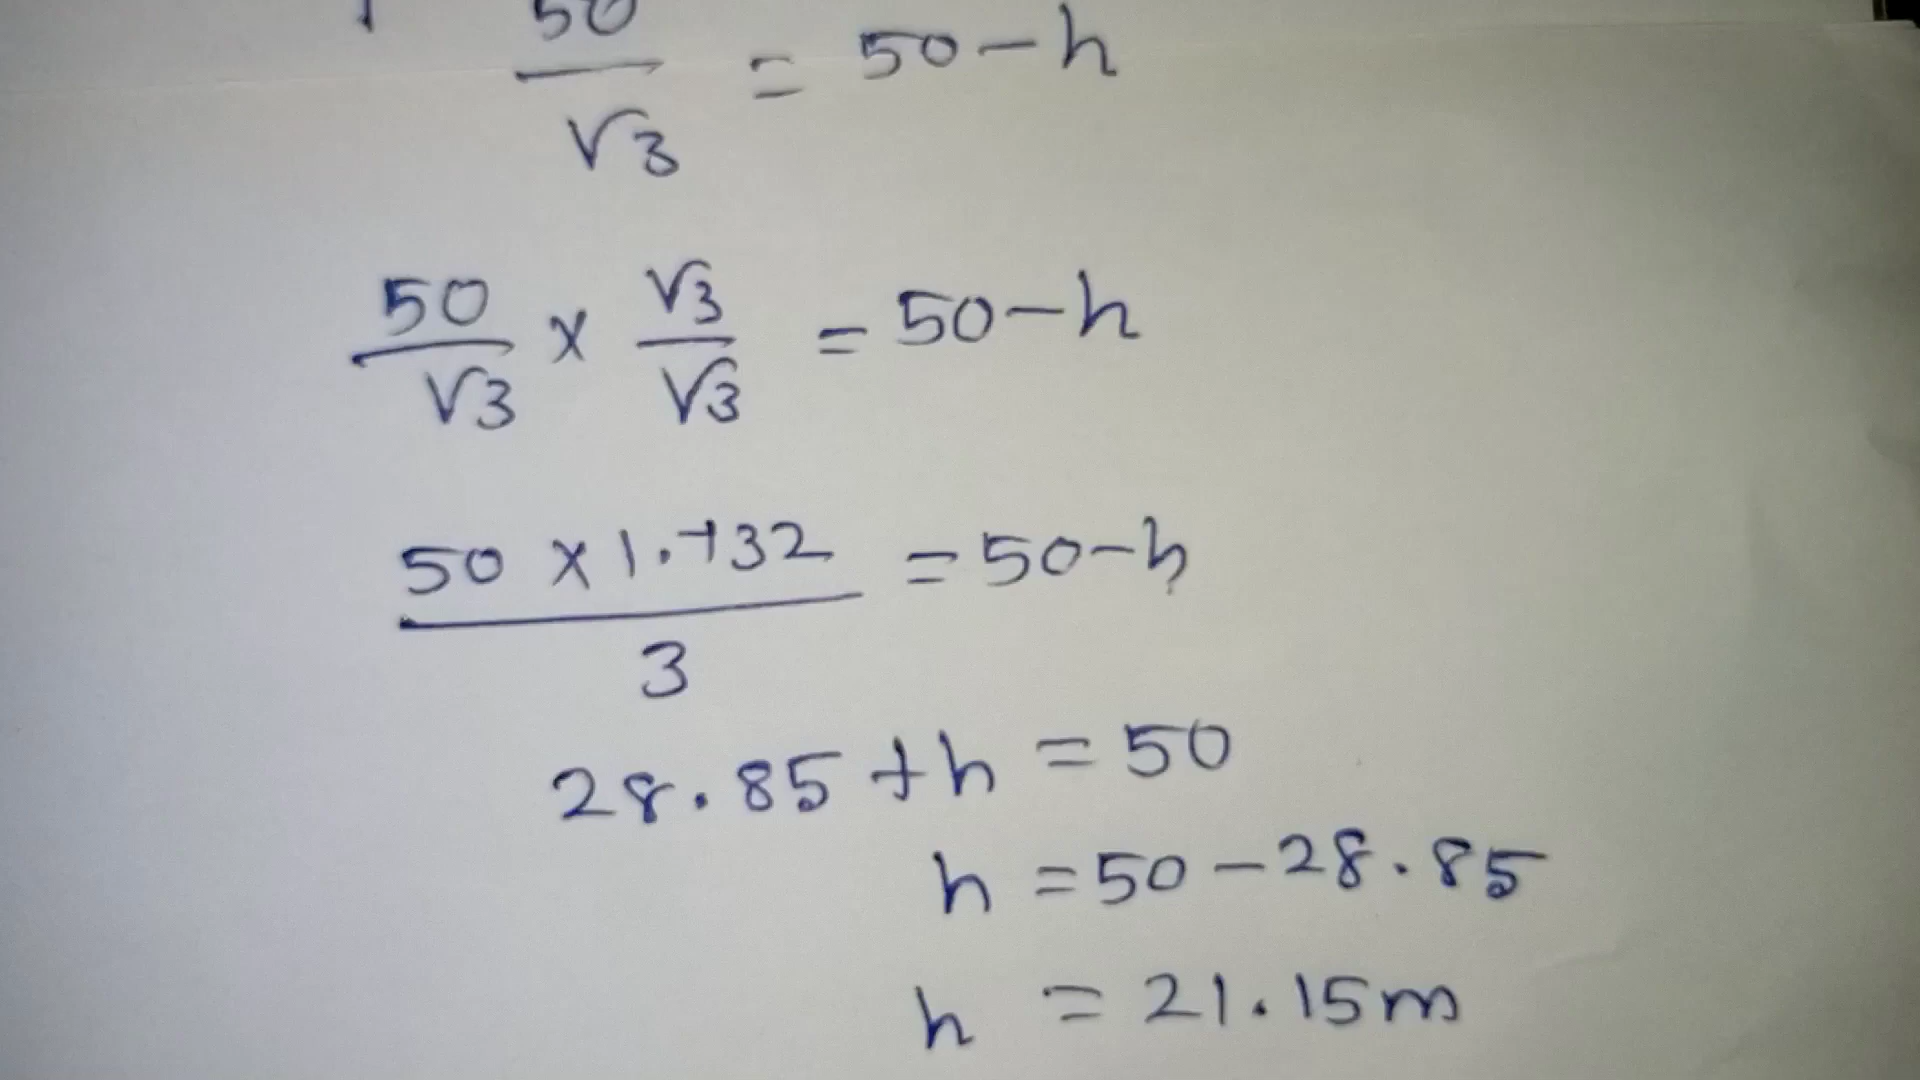 50/√3 = 50-h
50/√3 x √3/√3 = 50-h
50 x 1.732/3 = 50-h
28.85 + h = 50
h = 50 - 28.85
h = 21.15m